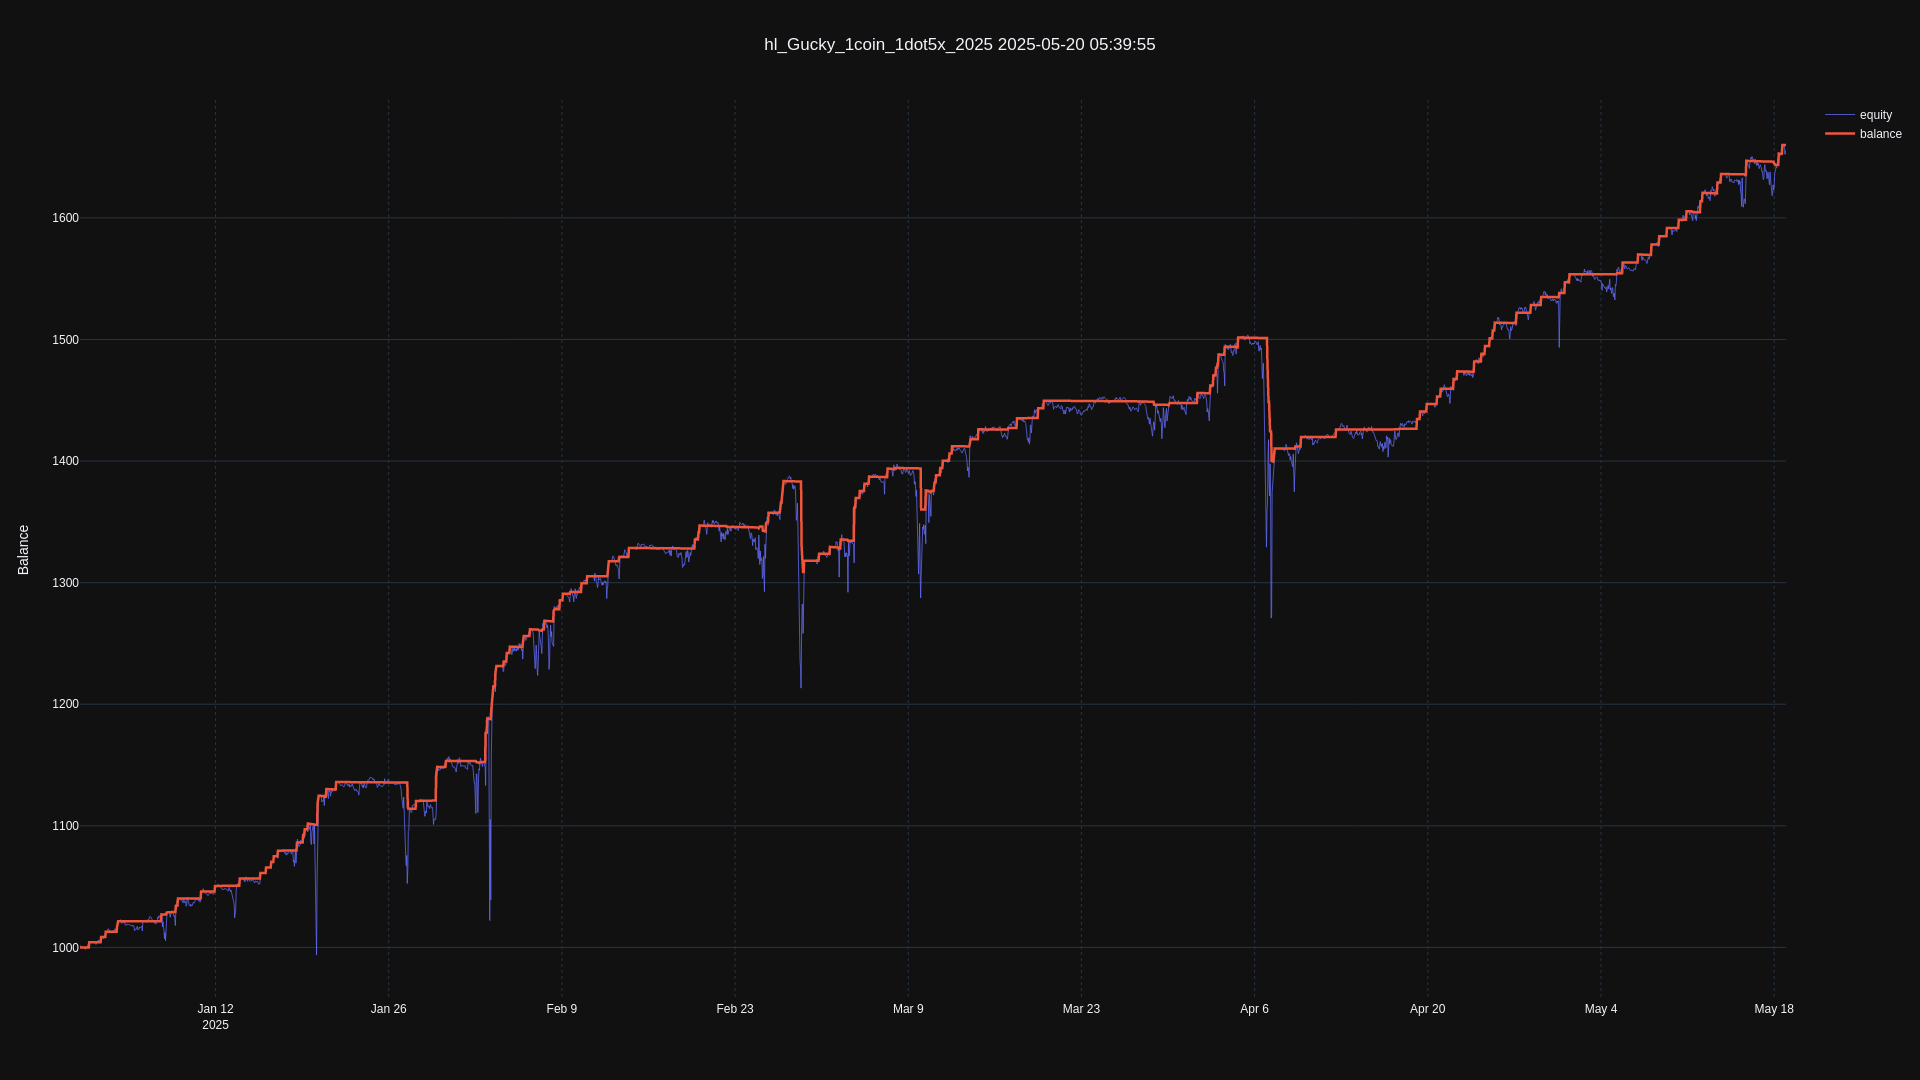 hl_Gucky_1coin_1dot5x_2025 2025-05-20 05:39:55
equity
balance
Balance
1600
1500
1400
1300
1200
1100
1000
Jan 12 Jan 26 Feb 9 Feb 23 Mar 9 Mar 23 Apr 6 Apr 20 May 4 May 18
2025